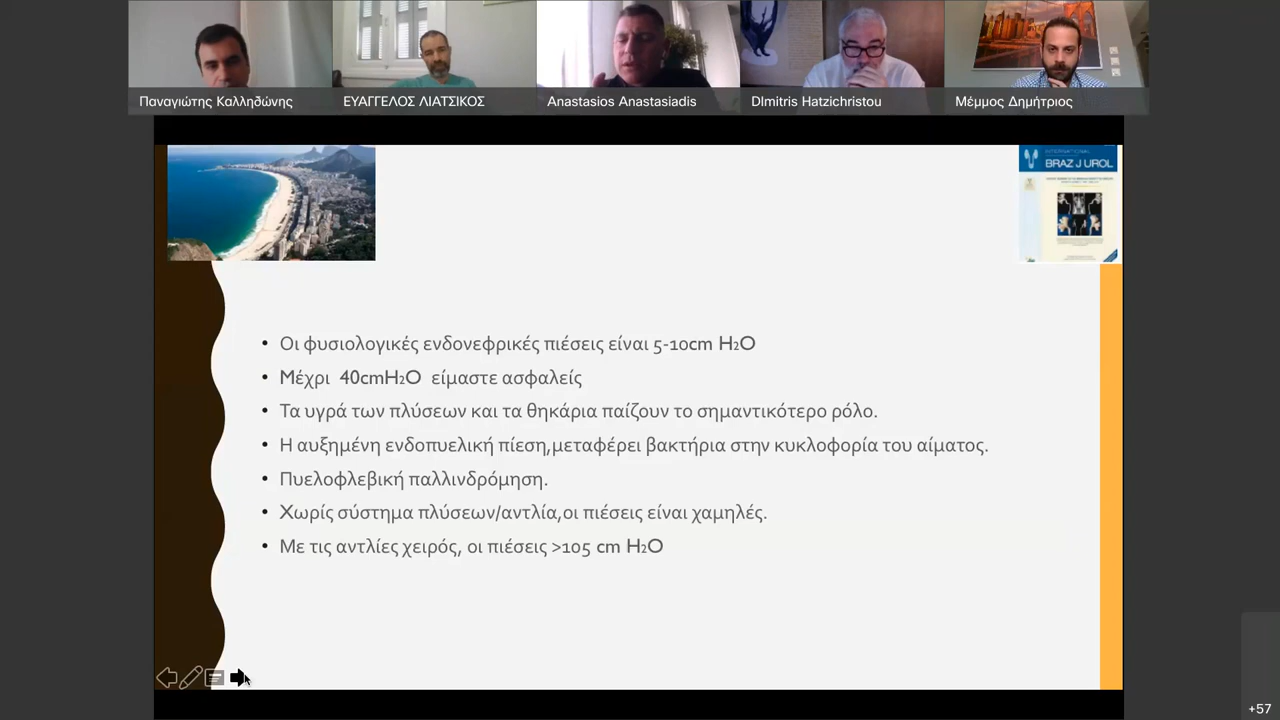 Παναγιώτης Καλληδώνης
ΕΥΑΓΓΕΛΟΣ ΛΙΑΤΣΙΚΟΣ
Anastasios Anastasiadis
DImitris Hatzichristou
Μέμμος Δημήτριος
INTERNATIONAL
BRAZ J UROL
• Οι φυσιολογικές ενδονεφρικές πιέσεις είναι 5-10cm H₂O
• Μέχρι 40cmH₂O είμαστε ασφαλείς
• Τα υγρά των πλύσεων και τα θηκάρια παίζουν το σημαντικότερο ρόλο.
• Η αυξημένη ενδοπυελική πίεση,μεταφέρει βακτήρια στην κυκλοφορία του αίματος.
• Πυελοφλεβική παλλινδρόμηση.
• Χωρίς σύστημα πλύσεων/αντλία,οι πιέσεις είναι χαμηλές.
• Με τις αντλίες χειρός, οι πιέσεις >105 cm H₂O
+57